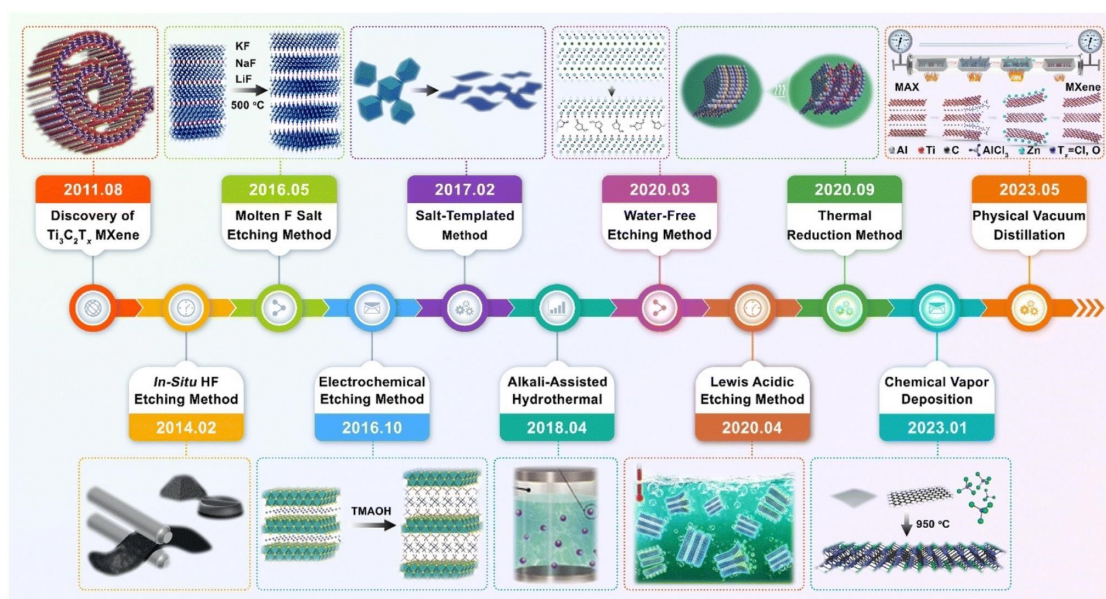 KF
NaF
LiF
500 °C
MAX
MXene
Al Ti C AlCl₃ Zn Tₓ=Cl, O
2011.08
Discovery of
Ti₃C₂Tₓ MXene
2016.05
Molten F Salt
Etching Method
2017.02
Salt-Templated
Method
2020.03
Water-Free
Etching Method
2020.09
Thermal
Reduction Method
2023.05
Physical Vacuum
Distillation
In-Situ HF
Etching Method
2014.02
Electrochemical
Etching Method
2016.10
Alkali-Assisted
Hydrothermal
2018.04
Lewis Acidic
Etching Method
2020.04
Chemical Vapor
Deposition
2023.01
TMAOH
950 °C